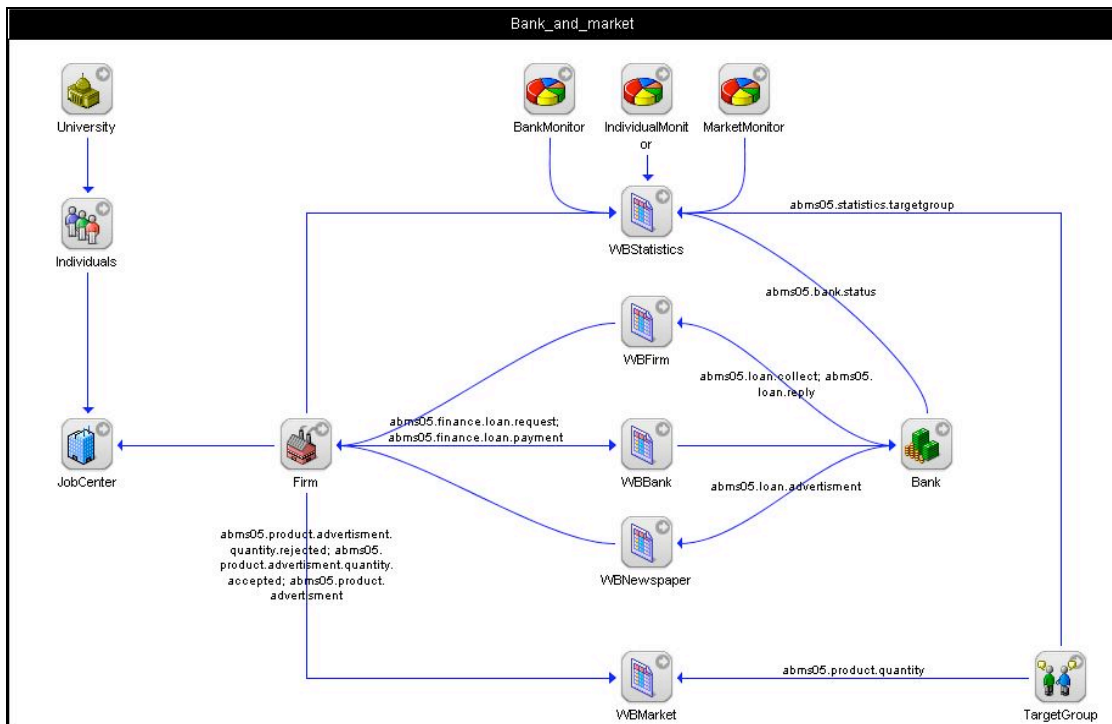 Bank_and_market
University
BankMonitor
IndividualMonit
or
MarketMonitor
abms05.statistics.targetgroup
Individuals
WBStatistics
abms05.bank.status
WBFirm
abms05.loan.collect; abms05.
loan.reply
abms05.finance.loan.request;
abms05.finance.loan.payment
JobCenter
Firm
WBBank
Bank
abms05.loan.advertisment
abms05.product.advertisment.
quantity.rejected; abms05.
product.advertisment.quantity.
accepted; abms05.product.
advertisment
WBNewspaper
abms05.product.quantity
WBMarket
TargetGroup